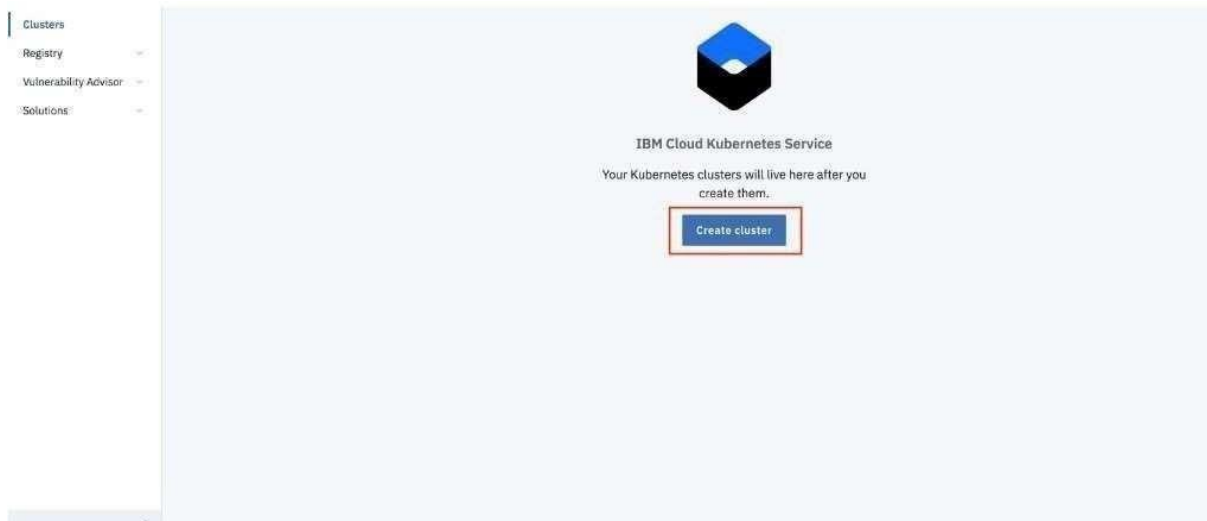 Clusters
Registry
Vulnerability Advisor
Solutions
IBM Cloud Kubernetes Service
Your Kubernetes clusters will live here after you
create them.
Create cluster